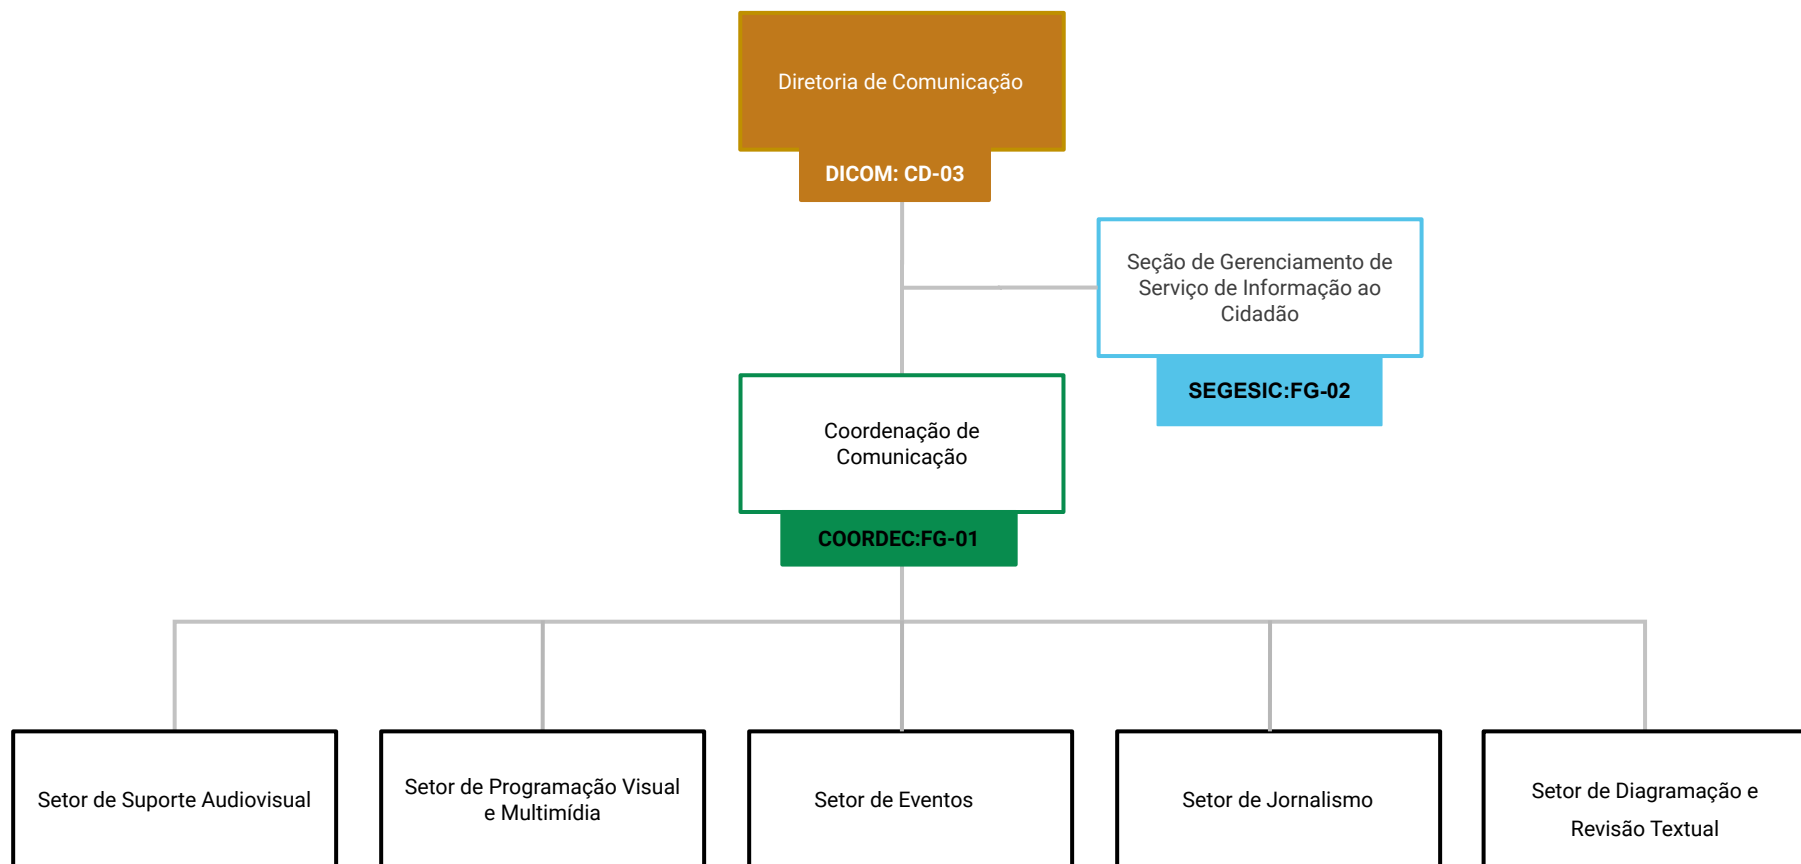 Diretoria de Comunicação
DICOM: CD-03
Seção de Gerenciamento de
Serviço de Informação ao
Cidadão
SEGESIC:FG-02
Coordenação de
Comunicação
COORDEC:FG-01
Setor de Suporte Audiovisual
Setor de Programação Visual
e Multimídia
Setor de Eventos
Setor de Jornalismo
Setor de Diagramação e
Revisão Textual